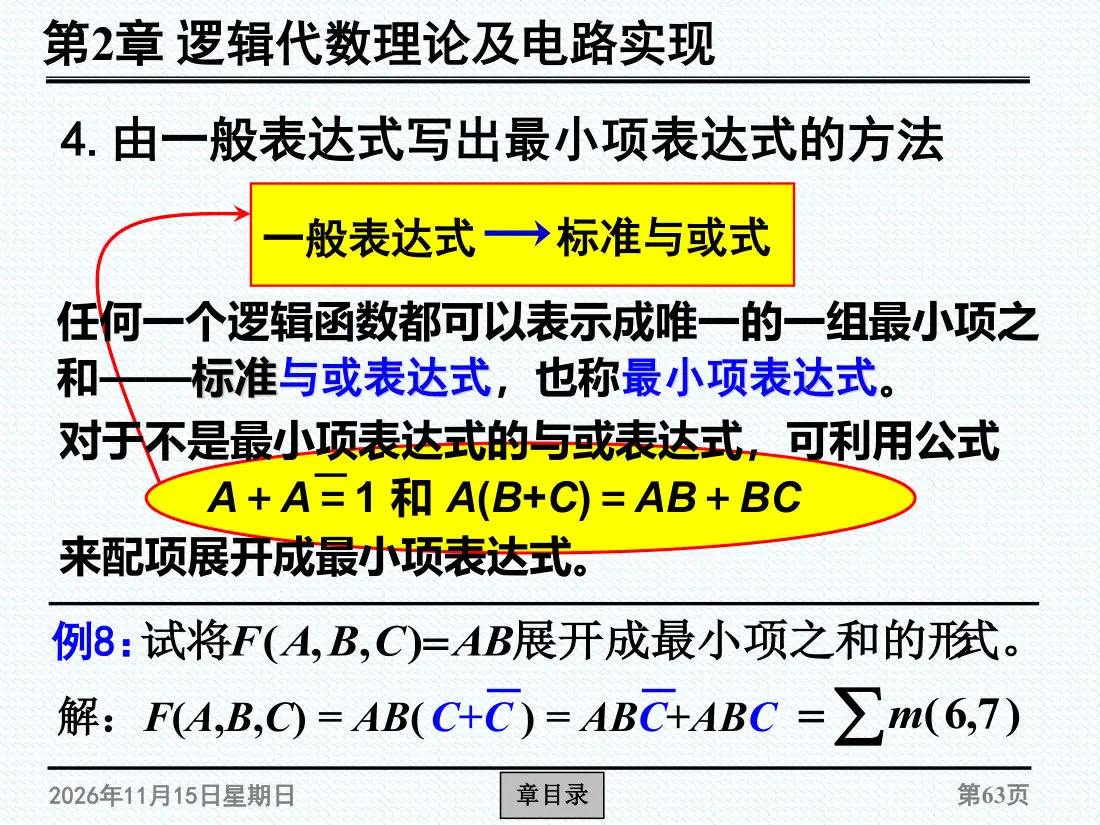 第2章 逻辑代数理论及电路实现
4.由一般表达式写出最小项表达式的方法
一般表达式 → 标准与或式
任何一个逻辑函数都可以表示成唯一的一组最小项之
和——标准与或表达式，也称最小项表达式。
对于不是最小项表达式的与或表达式，可利用公式
A + A̅ = 1 和 A(B+C) = AB + BC
来配项展开成最小项表达式。
例8：试将F(A,B,C)=AB展开成最小项之和的形式。
解：F(A,B,C) = AB( C+C̅ ) = ABC̅+ABC = ∑m(6,7)
2026年11月15日星期日
章目录
第63页